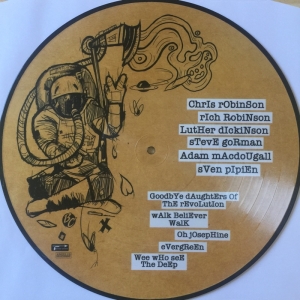 ChrIs rObinSon
rIch RobiNson
LutHer dIckiNson
sTevE goRman
Adam mAcdoUgall
sVen pIpiEn
GoodbYe dAughtErs Of
ThE rEvoLutIon
wAlk BeliEver
WalK
Oh jOsepHine
eVergReEn
Wee wHo seE
The DeEp